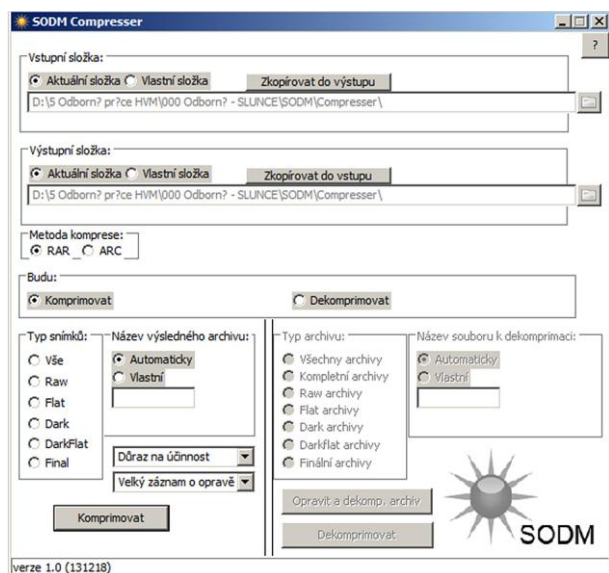 SODM Compresser
?
Vstupní složka:
Aktuální složka Vlastní složka Zkopírovat do výstupu
D:\5 Odborn? pr?ce HVM\000 Odborn? - SLUNCE\SODM\Compresser\
Výstupní složka:
Aktuální složka Vlastní složka Zkopírovat do vstupu
D:\5 Odborn? pr?ce HVM\000 Odborn? - SLUNCE\SODM\Compresser\
Metoda komprese:
RAR ARC
Budu:
Komprimovat Dekomprimovat
Typ snímků:
Vše
Raw
Flat
Dark
DarkFlat
Final
Název výsledného archivu:
Automaticky
Vlastní
Důraz na účinnost
Velký záznam o opravě
Komprimovat
Typ archivu:
Všechny archivy
Kompletní archivy
Raw archivy
Flat archivy
Dark archivy
Darkflat archivy
Finální archivy
Název souboru k dekomprimaci:
Automaticky
Vlastní
Opravit a dekomp. archiv
Dekomprimovat
SODM
verze 1.0 (131218)